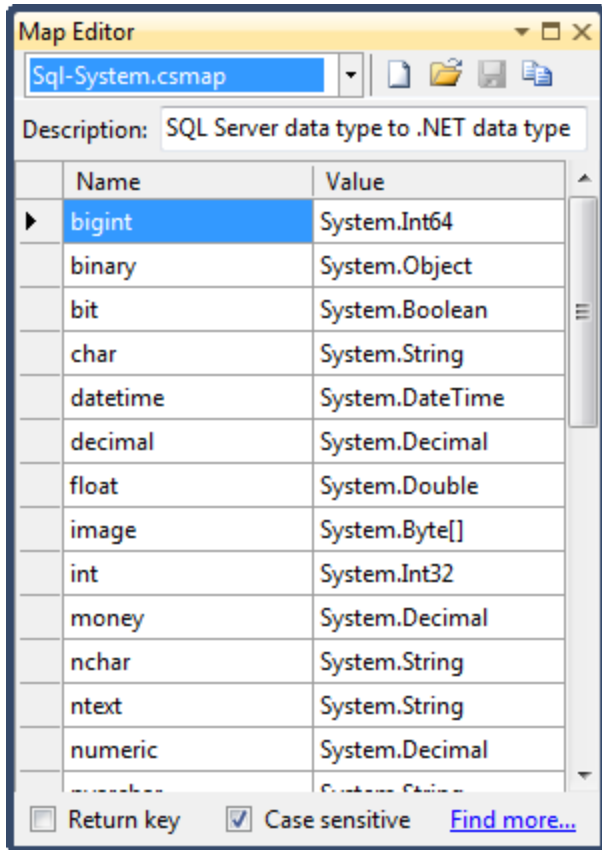 Map Editor
Sql-System.csmap
Description: SQL Server data type to .NET data type
Name Value
bigint System.Int64
binary System.Object
bit System.Boolean
char System.String
datetime System.DateTime
decimal System.Decimal
float System.Double
image System.Byte[]
int System.Int32
money System.Decimal
nchar System.String
ntext System.String
numeric System.Decimal
nvarchar System.String
Return key Case sensitive Find more...